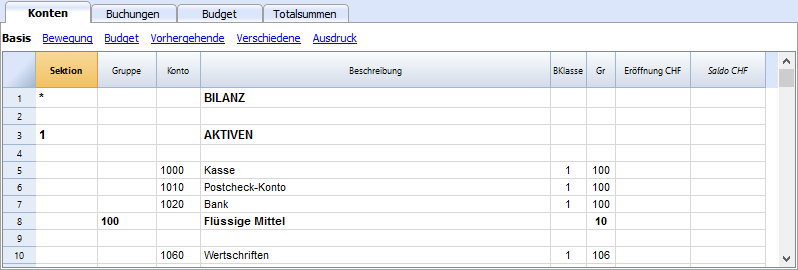 Konten Buchungen Budget Totalsummen
Basis Bewegung Budget Vorhergehende Verschiedene Ausdruck
Sektion Gruppe Konto Beschreibung BKlasse Gr Eröffnung CHF Saldo CHF
1 * BILANZ
2
3 1 AKTIVEN
4
5 1000 Kasse 1 100
6 1010 Postcheck-Konto 1 100
7 1020 Bank 1 100
8 100 Flüssige Mittel 10
9
10 1060 Wertschriften 1 106